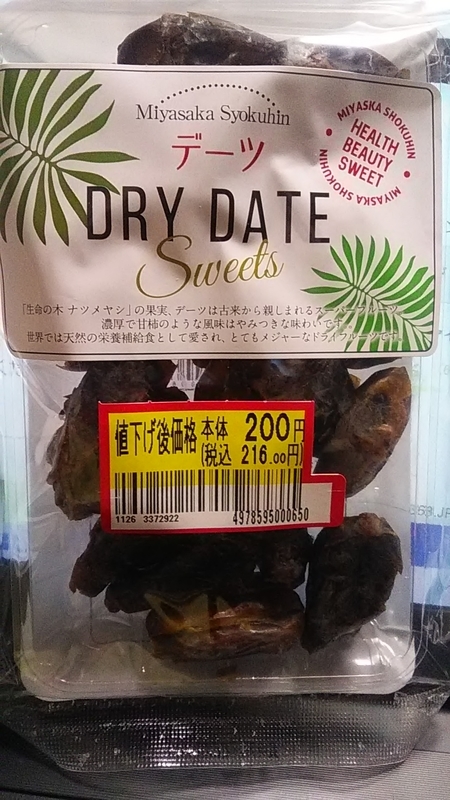 Miyasaka Syokuhin
デーツ
MIYASKA SHOKUHIN
HEALTH
BEAUTY
SWEET
MIYASKA SHOKUHIN
DRY DATE
Sweets
「生命の木 ナツメヤシ」の果実、デーツは古来から親しまれるスーパーフルーツ。
濃厚で甘柿のような風味はやみつきな味わいです。
世界では天然の栄養補給食として愛され、とてもメジャーなドライフルーツです。
値下げ後価格 本体 200円
(税込 216.00円)
1126 3372922 4978595000650